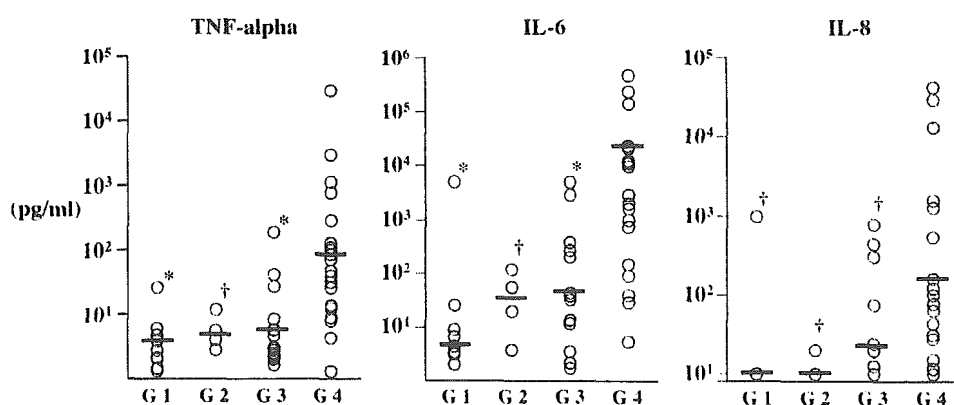 TNF-alpha IL-6 IL-8
10⁵ 10⁶ 10⁵
10⁵
10⁴ 10⁴
10⁴
10³ * *
(pg/ml) 10³ † †
* 10³
10² 10²
* † † 10²
10¹ 10¹ †
10¹
G 1 G 2 G 3 G 4 G 1 G 2 G 3 G 4 G 1 G 2 G 3 G 4